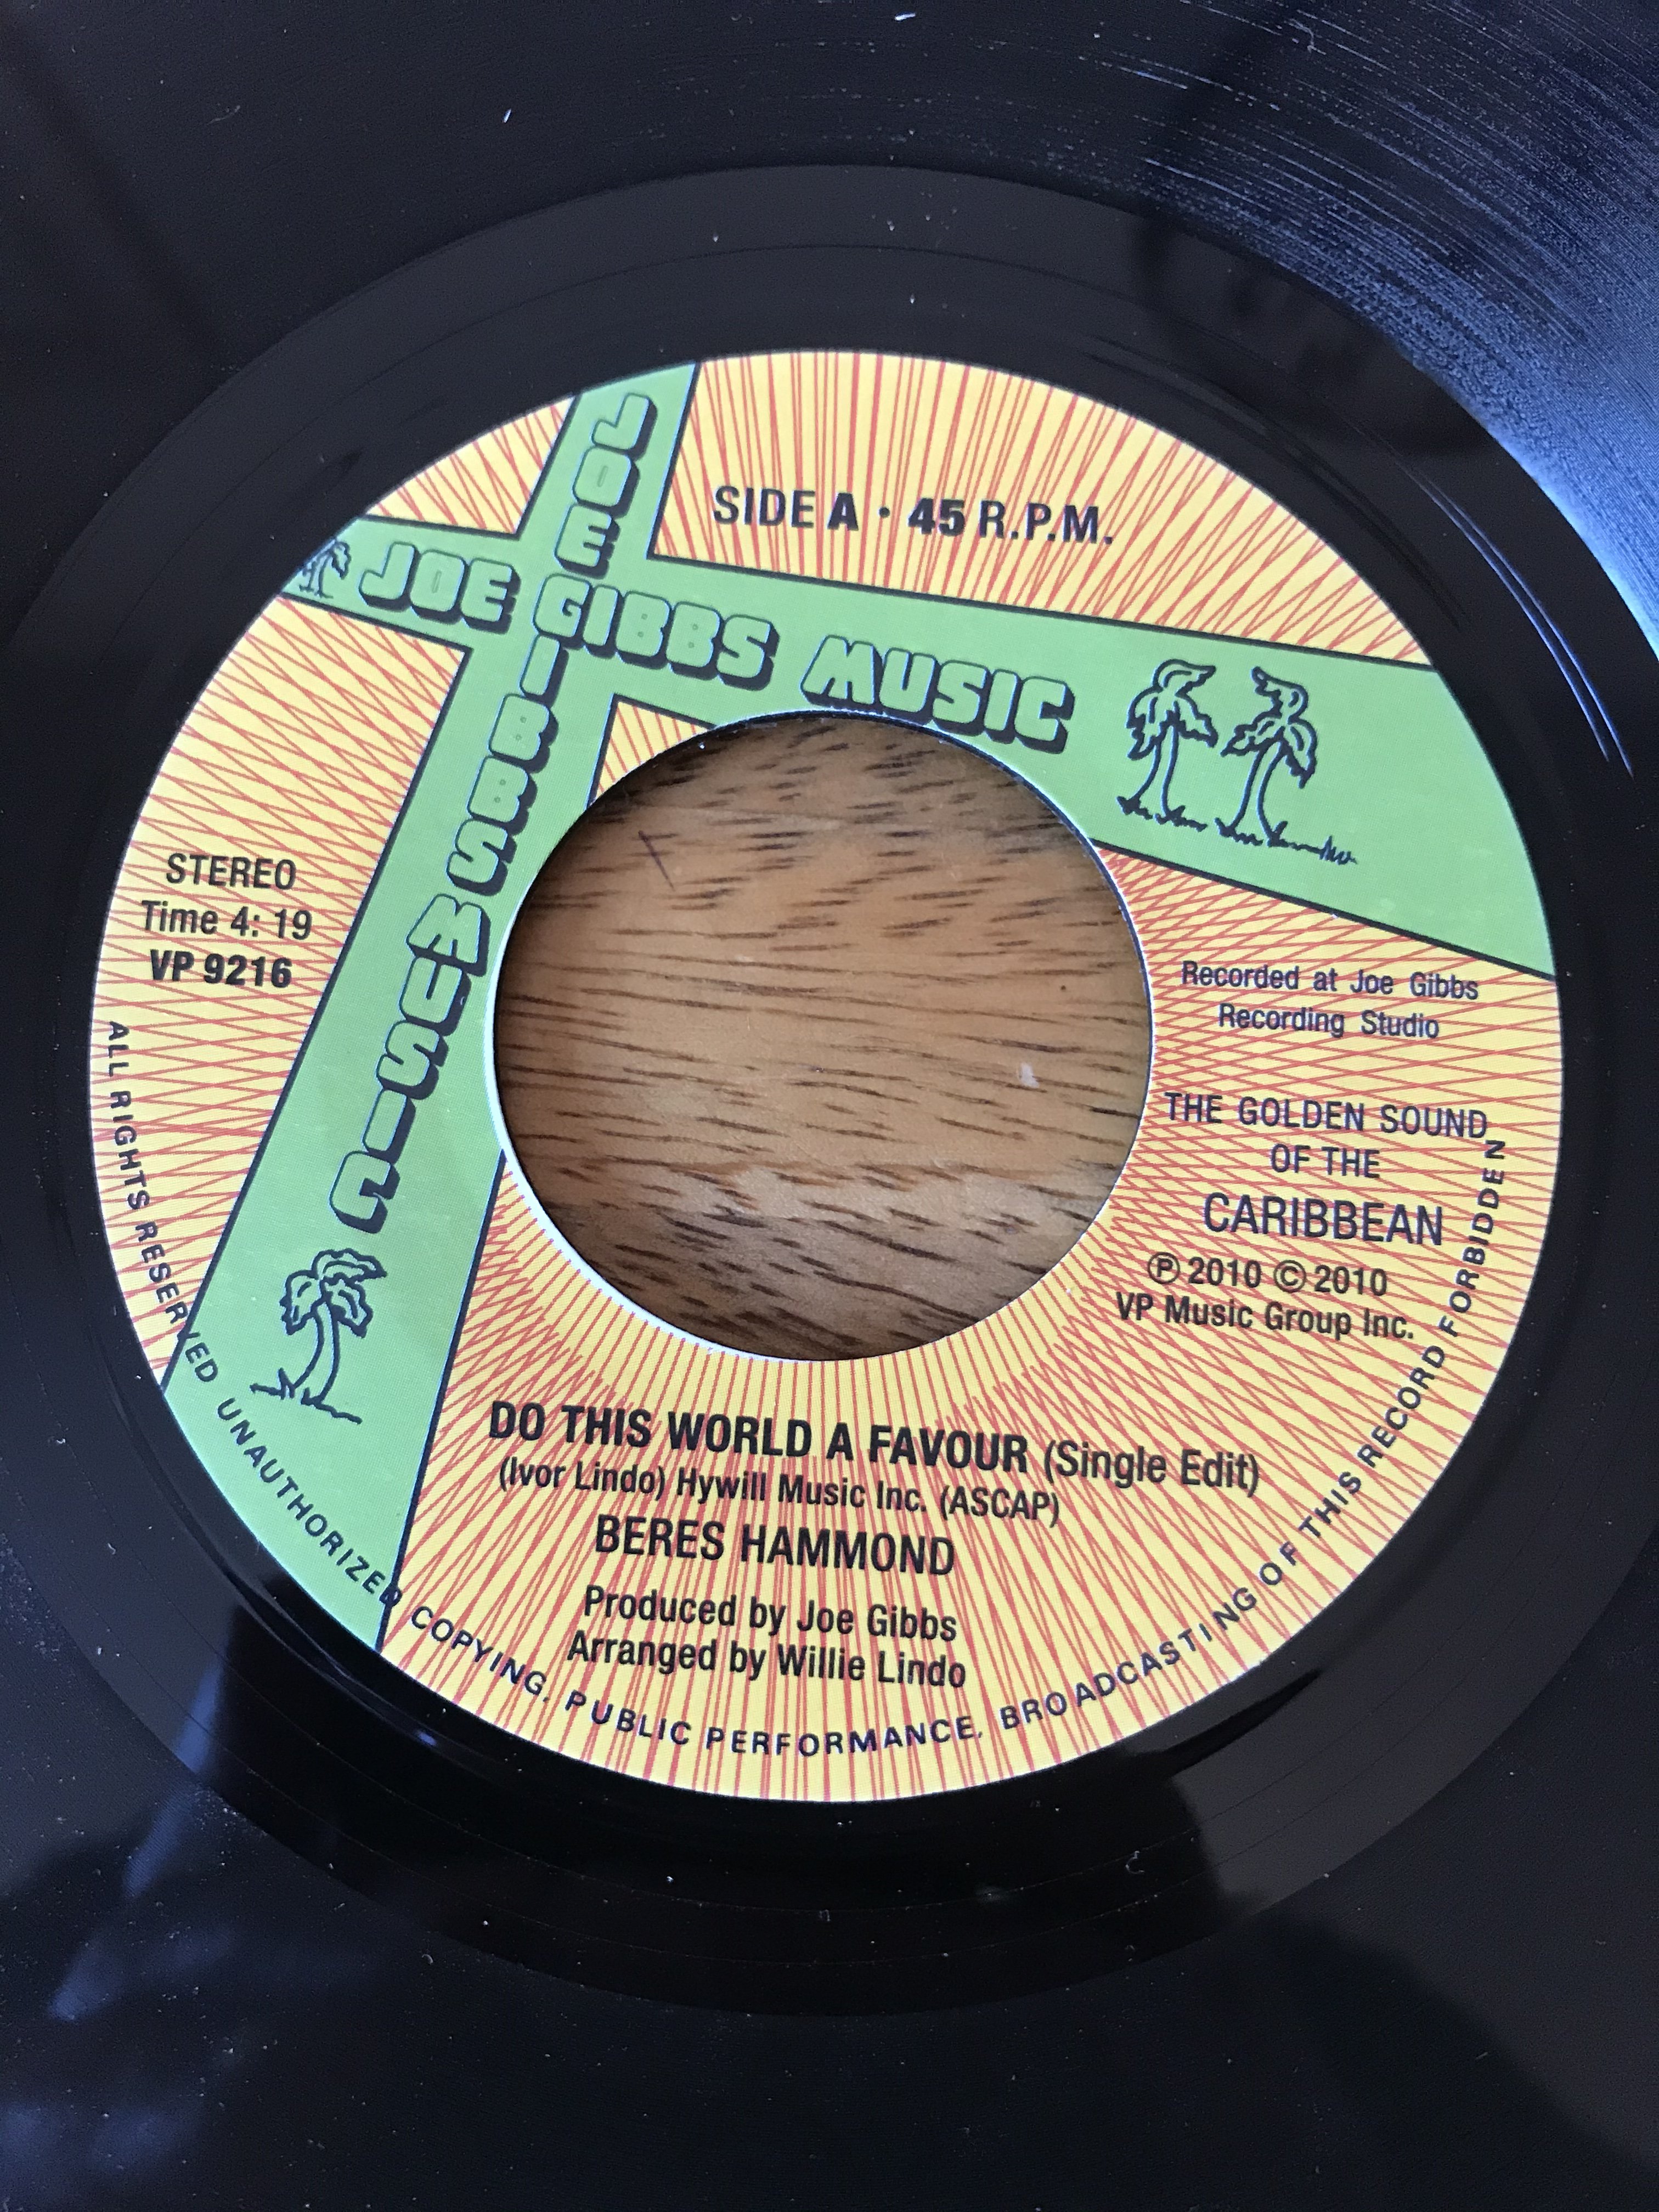 SIDE A · 45 R.P.M.
JOE GIBBS MUSIC
JOE GIBBS MUSIC
STEREO
Time 4: 19
VP 9216
Recorded at Joe Gibbs
Recording Studio
THE GOLDEN SOUND
OF THE
CARIBBEAN
℗ 2010 © 2010
VP Music Group Inc.
DO THIS WORLD A FAVOUR (Single Edit)
(Ivor Lindo) Hywill Music Inc. (ASCAP)
BERES HAMMOND
Produced by Joe Gibbs
Arranged by Willie Lindo
ALL RIGHTS RESERVED UNAUTHORIZED COPYING, PUBLIC PERFORMANCE, BROADCASTING OF THIS RECORD FORBIDDEN